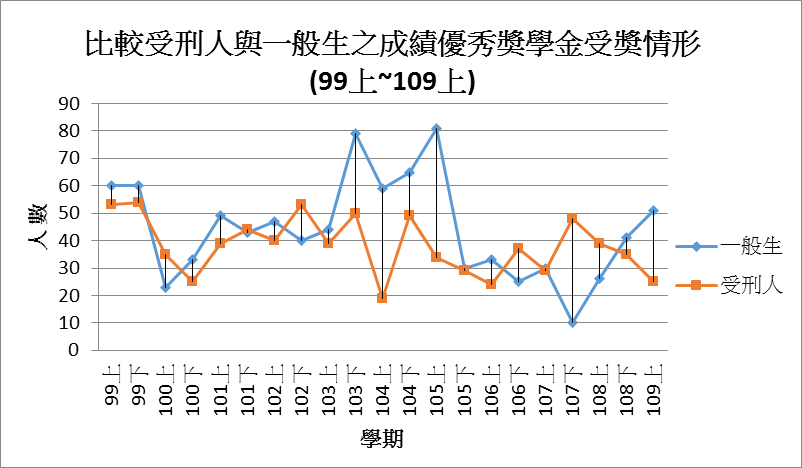 比較受刑人與一般生之成績優秀獎學金受獎情形
(99上~109上)
90
80
70
60
50
40
30
20
10
0
人數
99上
99下
100上
100下
101上
101下
102上
102下
103上
103下
104上
104下
105上
105下
106上
106下
107上
107下
108上
108下
109上
學期
一般生
受刑人